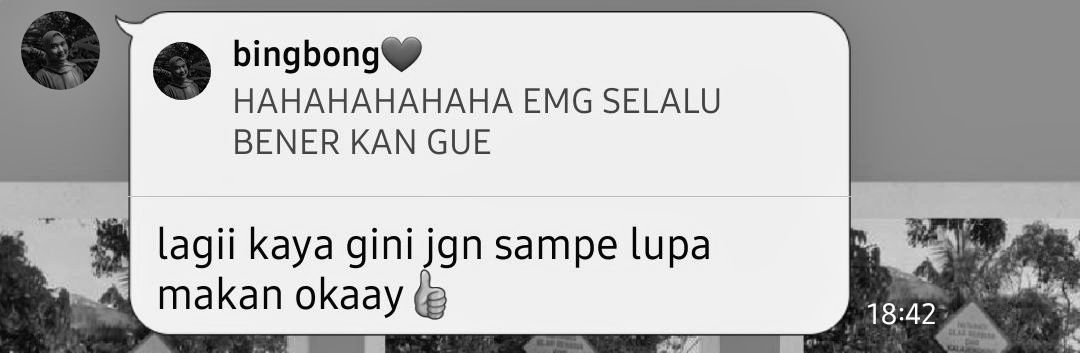 bingbong🖤
HAHAHAHAHAHA EMG SELALU
BENER KAN GUE
lagii kaya gini jgn sampe lupa
makan okaay👍
18:42